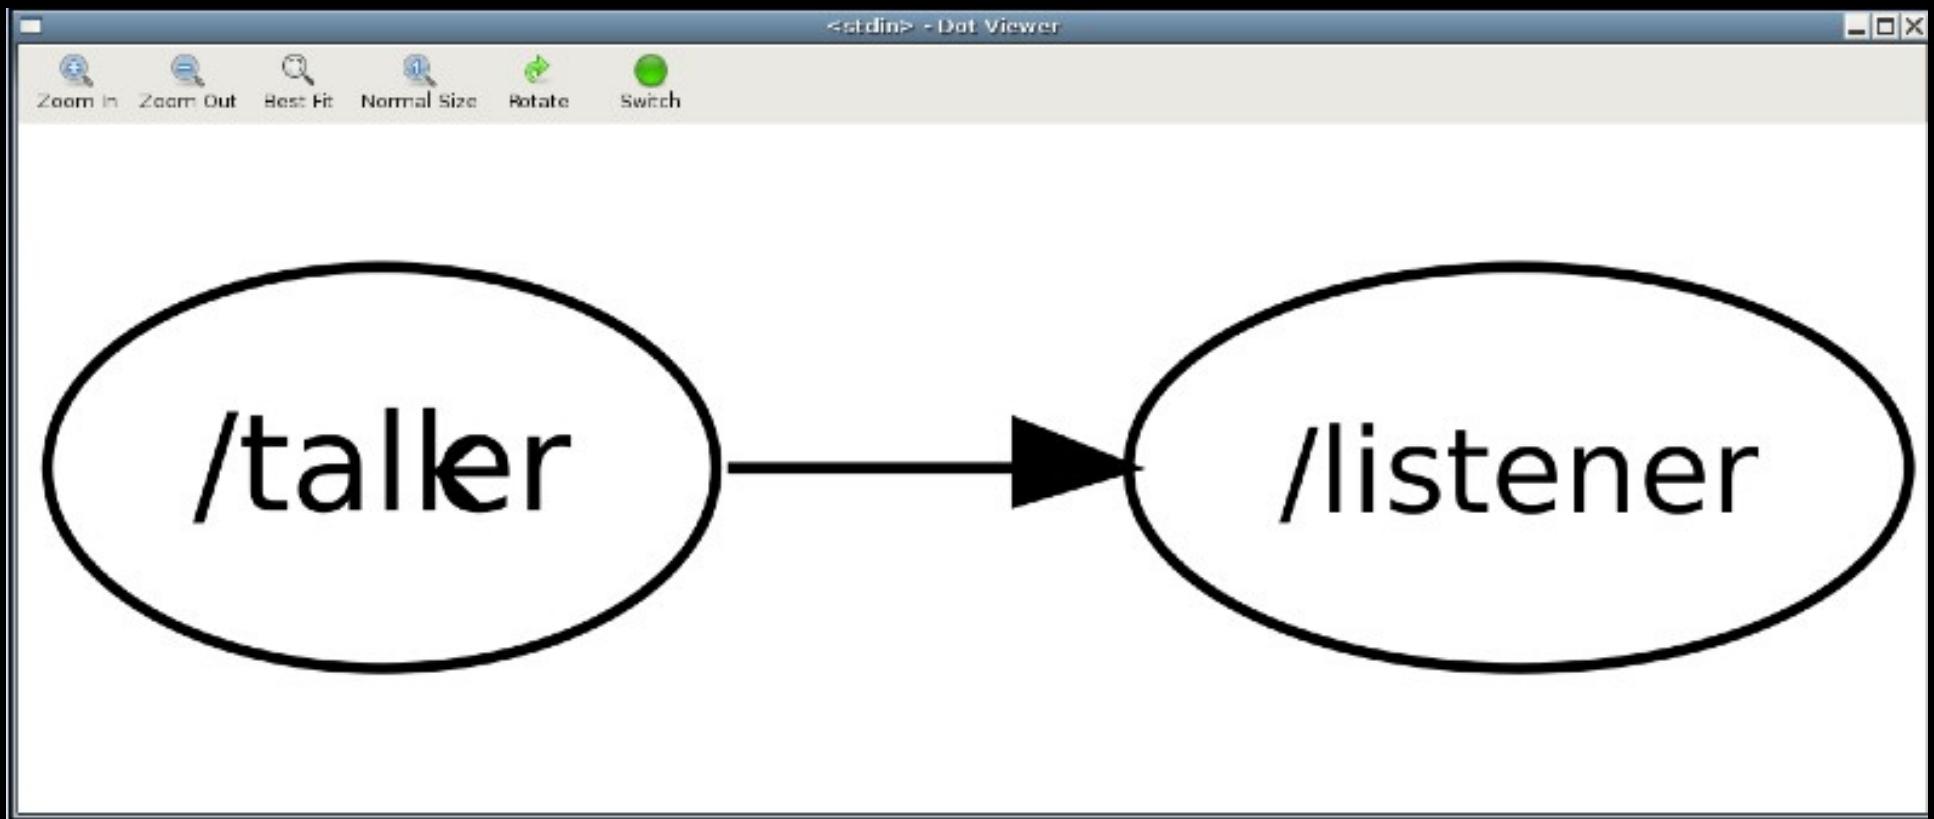 <stdin> - Dot Viewer
Zoom In Zoom Out Best Fit Normal Size Rotate Switch
/talker /listener